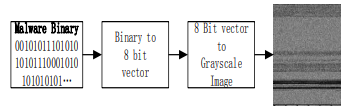 Malware Binary
00101011101010
10101110001010
101010101…
Binary to
8 bit
vector
8 Bit vector
to
Grayscale
Image